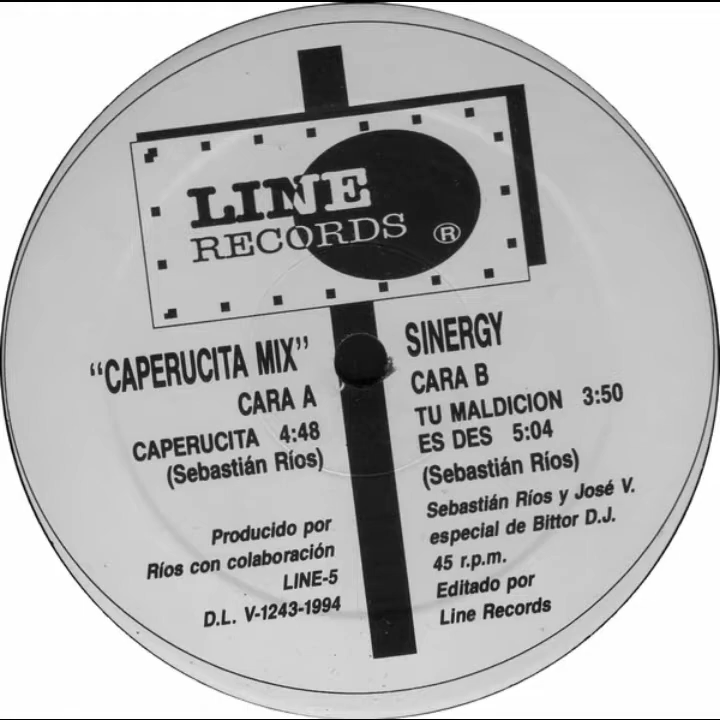 LINE
RECORDS ®
"CAPERUCITA MIX"
CARA A
CAPERUCITA 4:48
(Sebastián Ríos)
Producido por
Ríos con colaboración
LINE-5
D.L. V-1243-1994
SINERGY
CARA B
TU MALDICION 3:50
ES DES 5:04
(Sebastián Ríos)
Sebastián Ríos y José V.
especial de Bittor D.J.
45 r.p.m.
Editado por
Line Records